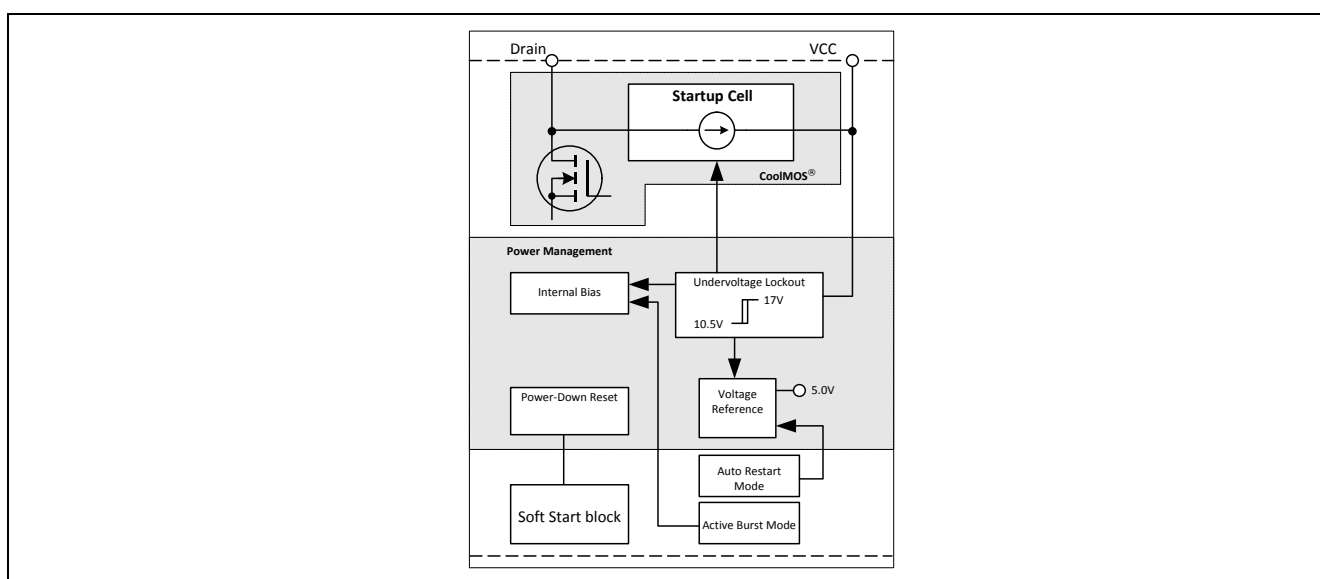 Drain
VCC
Startup Cell
CoolMOS®
Power Management
Internal Bias
Undervoltage Lockout
17V
10.5V
Power-Down Reset
Voltage
Reference
5.0V
Auto Restart
Mode
Soft Start block
Active Burst Mode